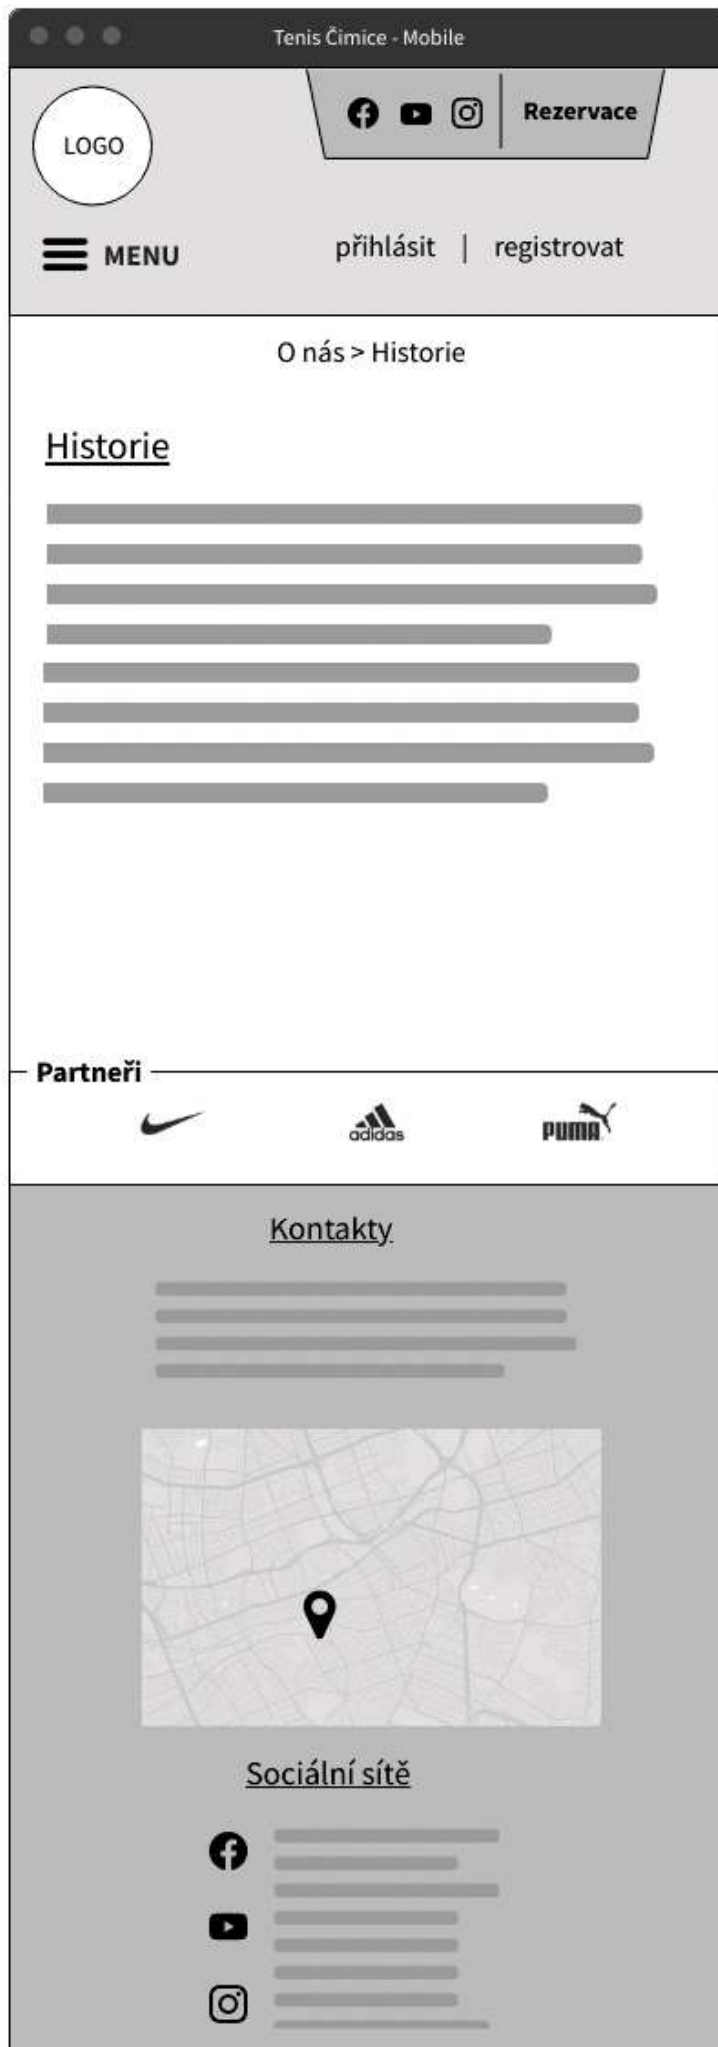 Tenis Čimice - Mobile
LOGO
Rezervace
MENU
přihlásit | registrovat
O nás > Historie
Historie
Partneři
adidas
PUMA
Kontakty
Sociální sítě